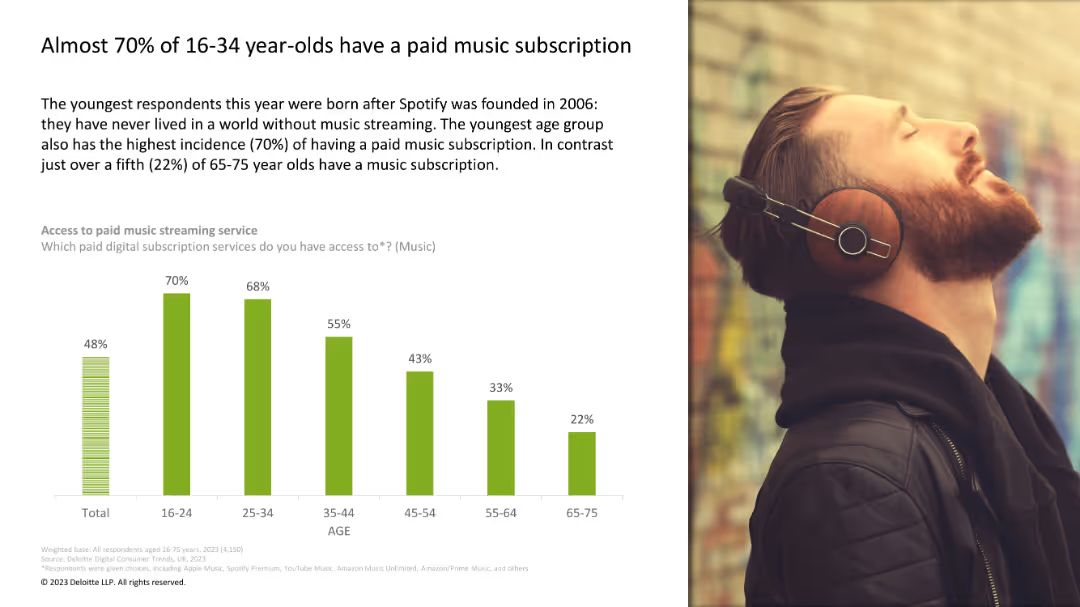 Almost 70% of 16-34 year-olds have a paid music subscription
The youngest respondents this year were born after Spotify was founded in 2006:
they have never lived in a world without music streaming. The youngest age group
also has the highest incidence (70%) of having a paid music subscription. In contrast
just over a fifth (22%) of 65-75 year olds have a music subscription.
Access to paid music streaming service
Which paid digital subscription services do you have access to*? (Music)
70%
68%
55%
48%
43%
33%
22%
Total 16-24 25-34 35-44 45-54 55-64 65-75
AGE
Weighted base: All respondents aged 16-75 years, 2023 (4,150)
Source: Deloitte Digital Consumer Trends, UK, 2023
*Respondents were given choices, including Apple Music, Spotify Premium, YouTube Music, Amazon Music Unlimited, Amazon/Prime Music, and others
© 2023 Deloitte LLP. All rights reserved.